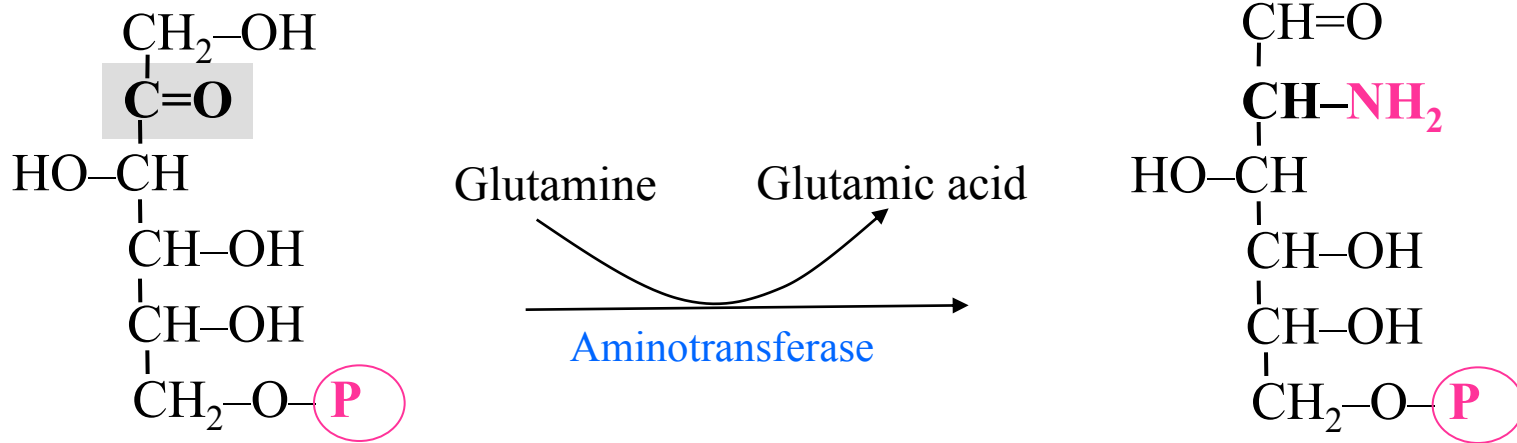 CH₂–OH
C=O
HO–CH
CH–OH
CH–OH
CH₂–O–P
Glutamine
Glutamic acid
Aminotransferase
CH=O
CH–NH₂
HO–CH
CH–OH
CH–OH
CH₂–O–P